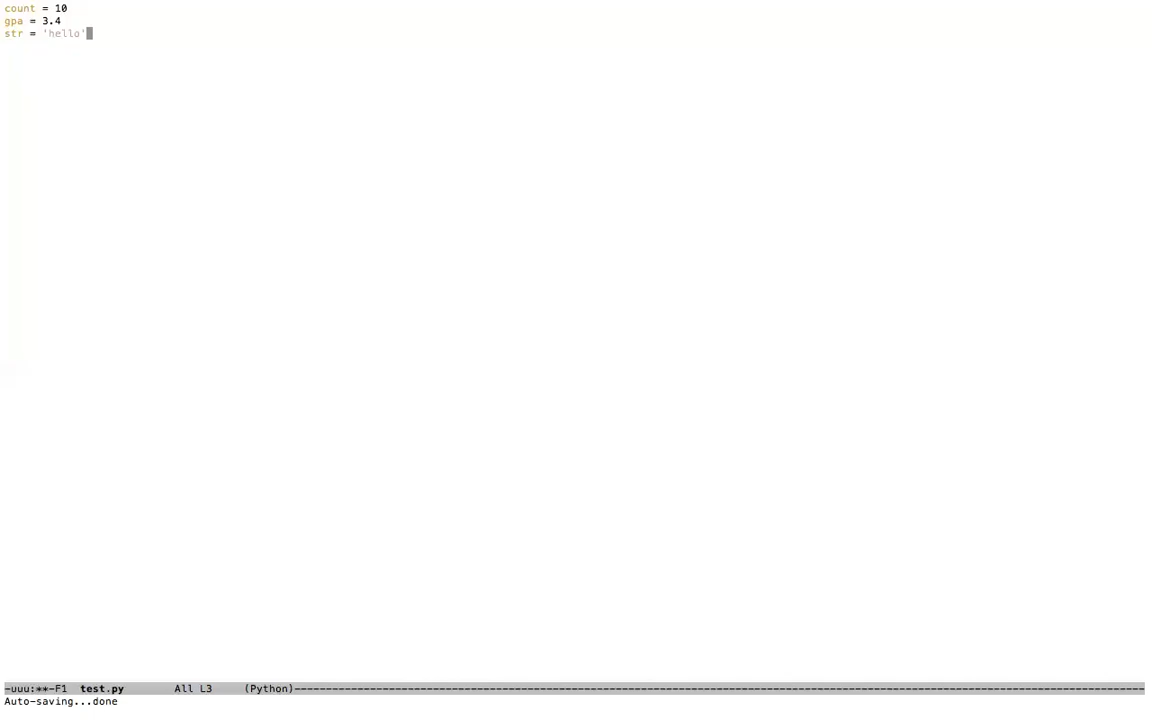 count = 10
gpa = 3.4
str = 'hello'
-uuu:**-F1  test.py        All L3     (Python)---------------------------------------------------------------------------------------------------------------------------------------
Auto-saving...done